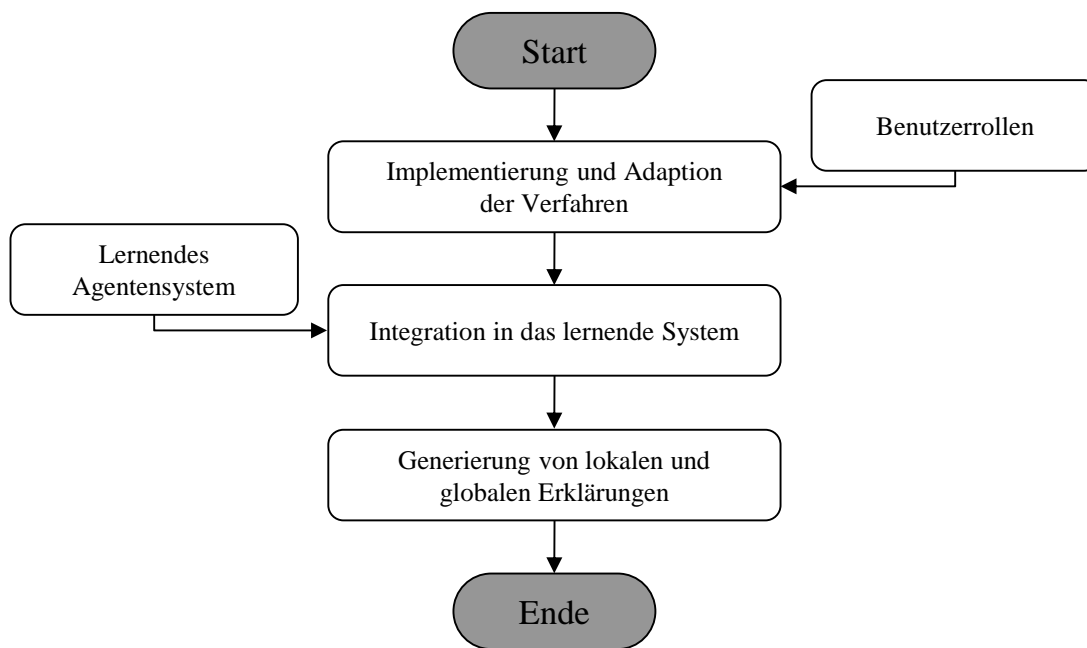 Start
Benutzerrollen
Implementierung und Adaption
der Verfahren
Lernendes
Agentensystem
Integration in das lernende System
Generierung von lokalen und
globalen Erklärungen
Ende